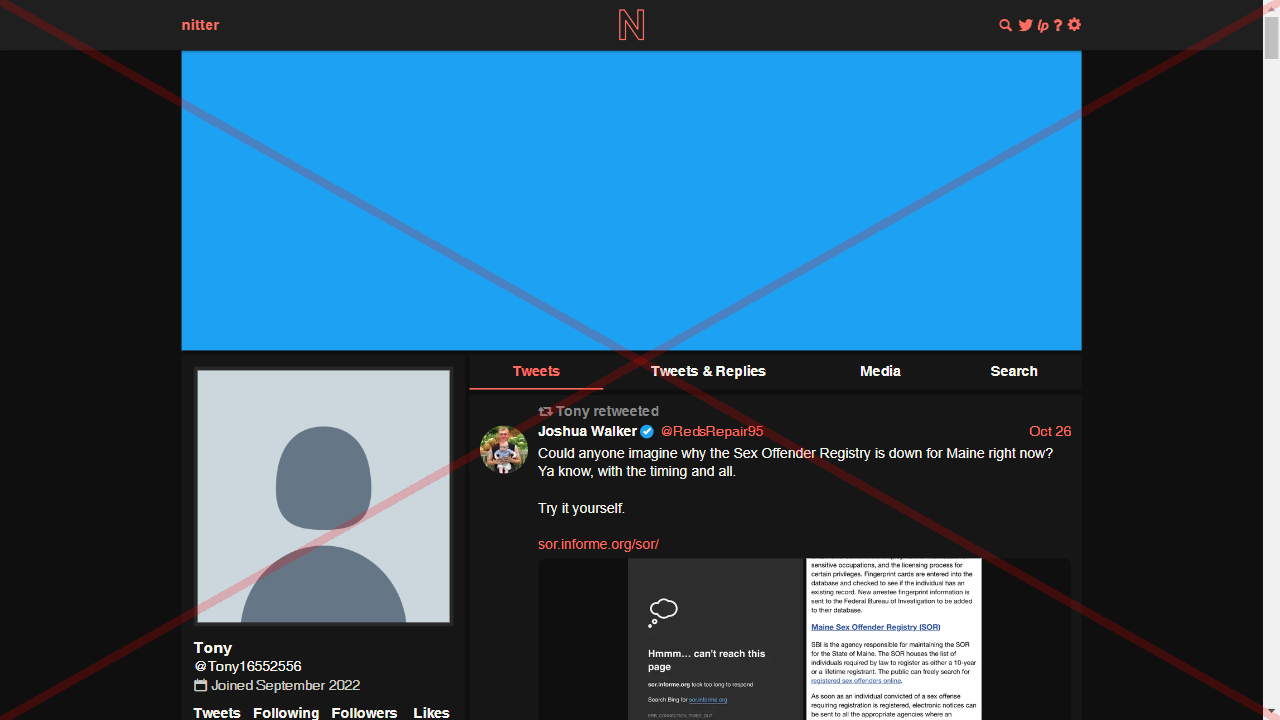 nitter
N
lp ?
Tweets
Tweets & Replies
Media
Search
Tony retweeted
Joshua Walker
@RedsRepair95
Oct 26
Could anyone imagine why the Sex Offender Registry is down for Maine right now?
Ya know, with the timing and all.
Try it yourself.
sor.informe.org/sor/
Hmmm… can't reach this
page
sor.informe.org took too long to respond
Search Bing for sor.informe.org
ERR_CONNECTION_TIMED_OUT
sensitive occupations, and the licensing process for
certain privileges. Fingerprint cards are entered into the
database and checked to see if the individual has an
existing record. New arrestee fingerprint information is
sent to the Federal Bureau of Investigation to be added
to their database.
Maine Sex Offender Registry (SOR)
SBI is the agency responsible for maintaining the SOR
for the State of Maine. The SOR houses the list of
individuals required by law to register as either a 10-year
or a lifetime registrant. The public can freely search for
registered sex offenders online.
As soon as an individual convicted of a sex offense
requiring registration is registered, electronic notices can
be sent to all the appropriate agencies where an
Tony
@Tony16552556
Joined September 2022
Tweets
Following
Followers
Likes